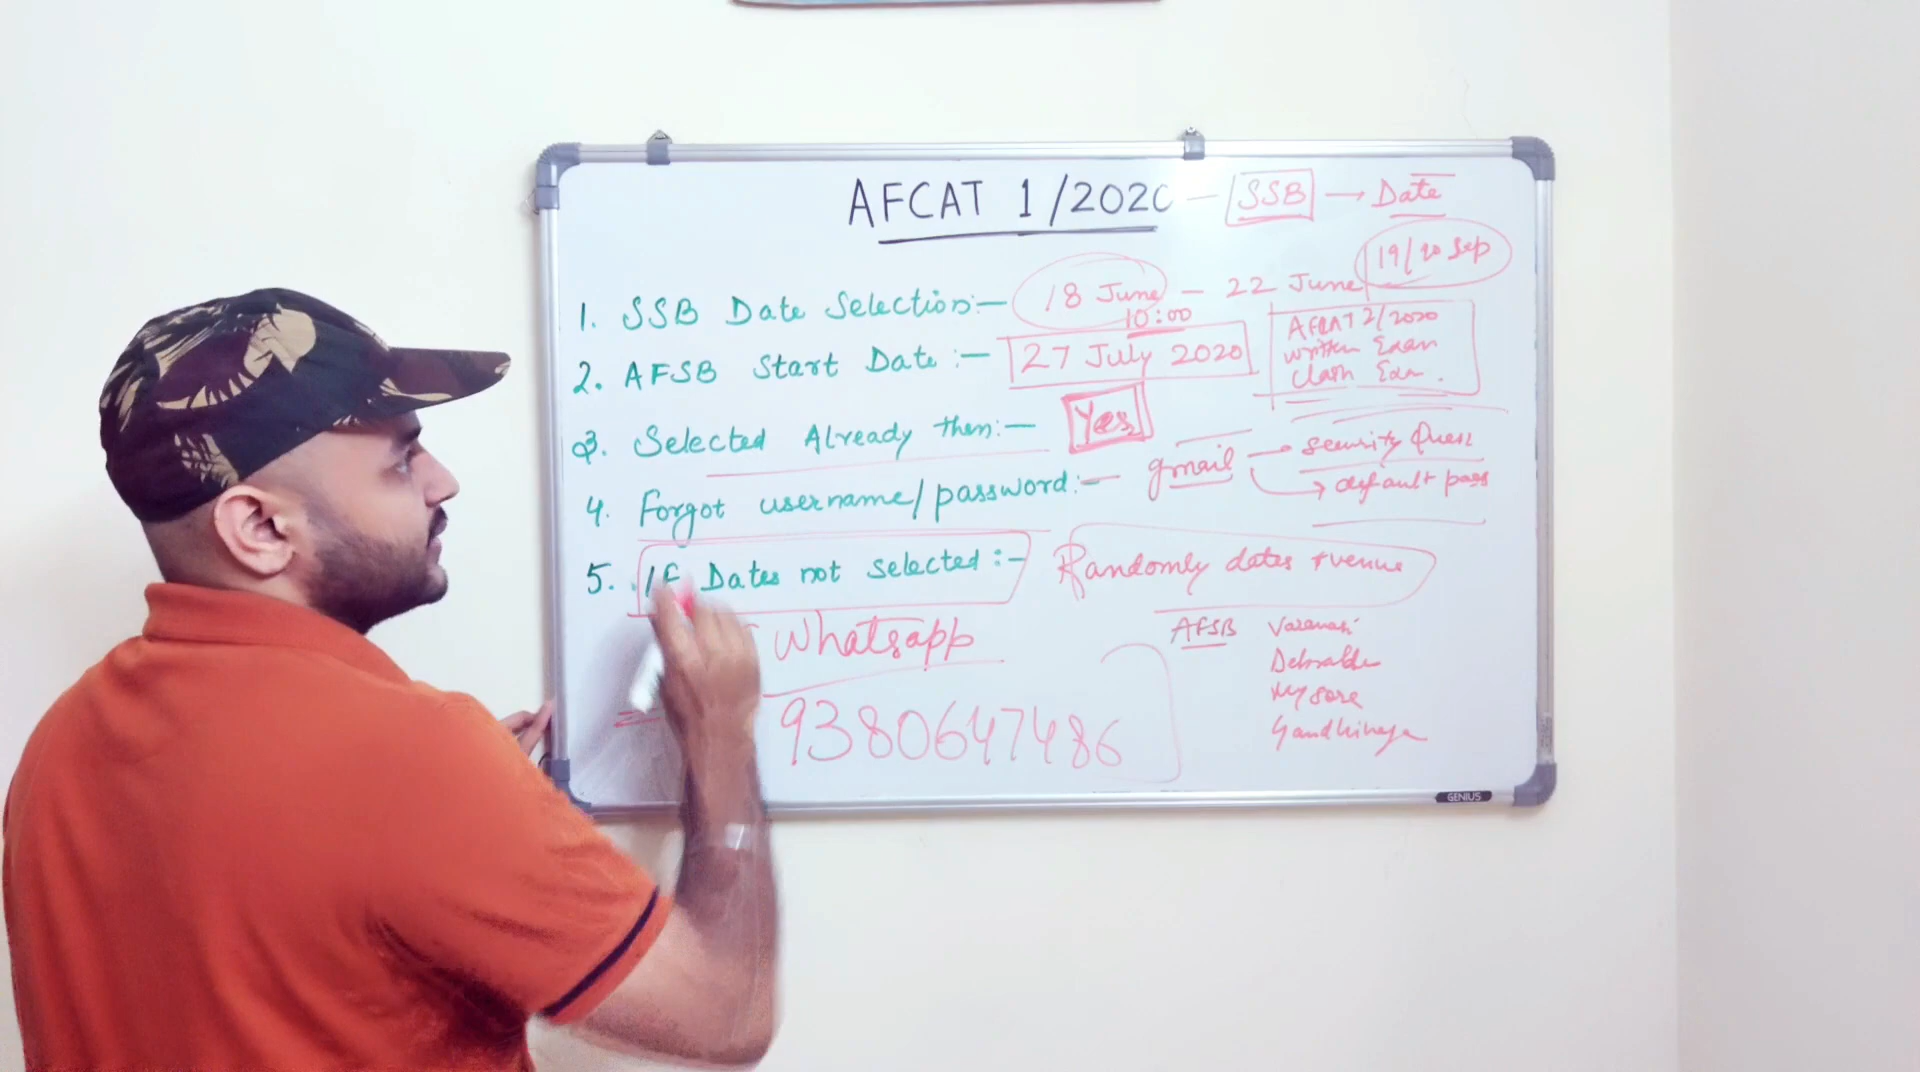 AFCAT 1/2020 - SSB → Date
19/20 Sep
1. SSB Date Selection:- 18 June - 22 June
10:00
2. AFSB Start Date:- 27 July 2020
AFCAT 2/2020
written Exam
Clash Exam.
3. Selected Already then:- Yes
4. Forgot username/password:- gmail → security Ques
→ default pass
5. If Dates not selected:- Randomly dates + venue
Whatsapp
9380647486
AFSB Varanasi
Mysore
GENIUS